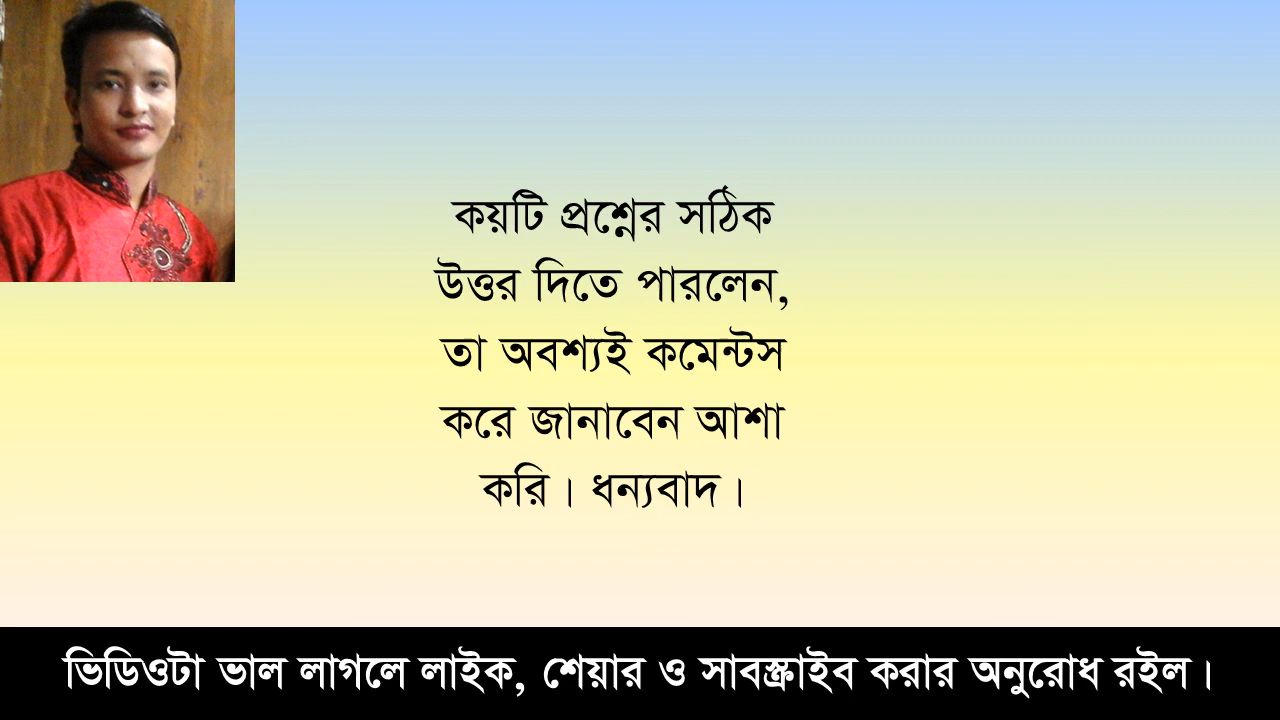 কয়টি প্রশ্নের সঠিক
উত্তর দিতে পারলেন,
তা অবশ্যই কমেন্টস
করে জানাবেন আশা
করি। ধন্যবাদ।
ভিডিওটা ভাল লাগলে লাইক, শেয়ার ও সাবস্ক্রাইব করার অনুরোধ রইল।